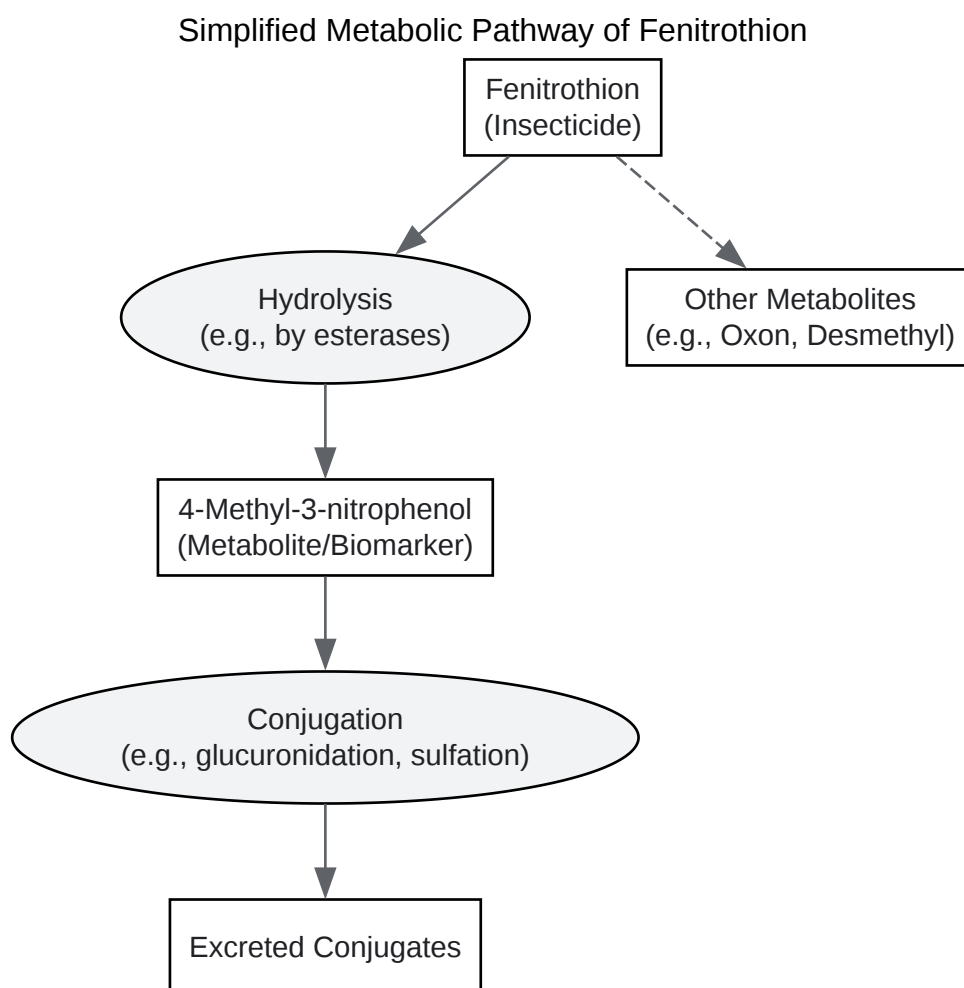 Simplified Metabolic Pathway of Fenitrothion
Fenitrothion
(Insecticide)
Hydrolysis
(e.g., by esterases)
Other Metabolites
(e.g., Oxon, Desmethyl)
4-Methyl-3-nitrophenol
(Metabolite/Biomarker)
Conjugation
(e.g., glucuronidation, sulfation)
Excreted Conjugates